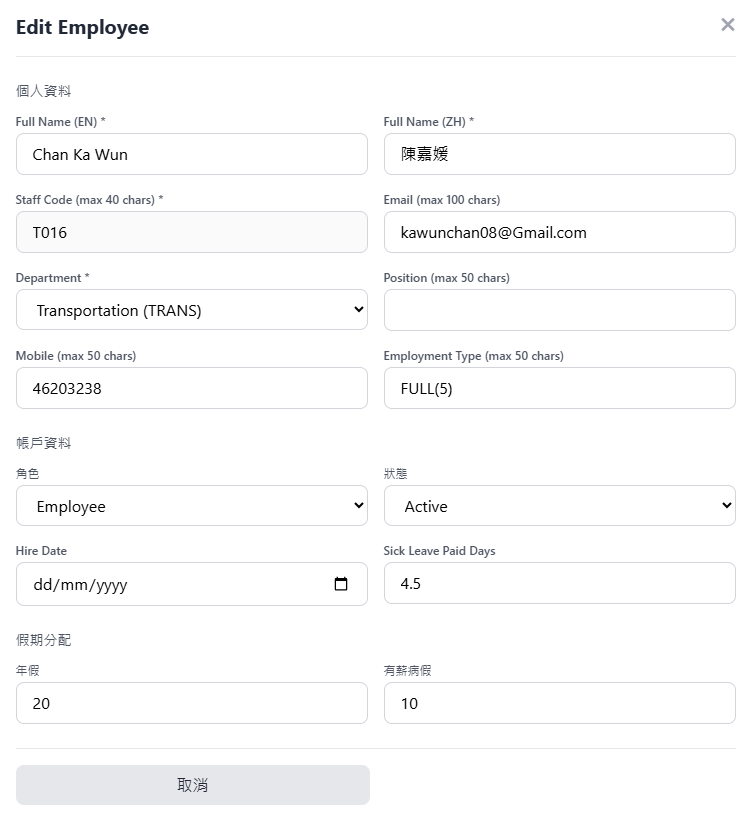 Edit Employee ×
個人資料
Full Name (EN) * Full Name (ZH) *
Chan Ka Wun 陳嘉媛
Staff Code (max 40 chars) * Email (max 100 chars)
T016 kawunchan08@Gmail.com
Department * Position (max 50 chars)
Transportation (TRANS)
Mobile (max 50 chars) Employment Type (max 50 chars)
46203238 FULL(5)
帳戶資料
角色 狀態
Employee Active
Hire Date Sick Leave Paid Days
dd/mm/yyyy 4.5
假期分配
年假 有薪病假
20 10
取消